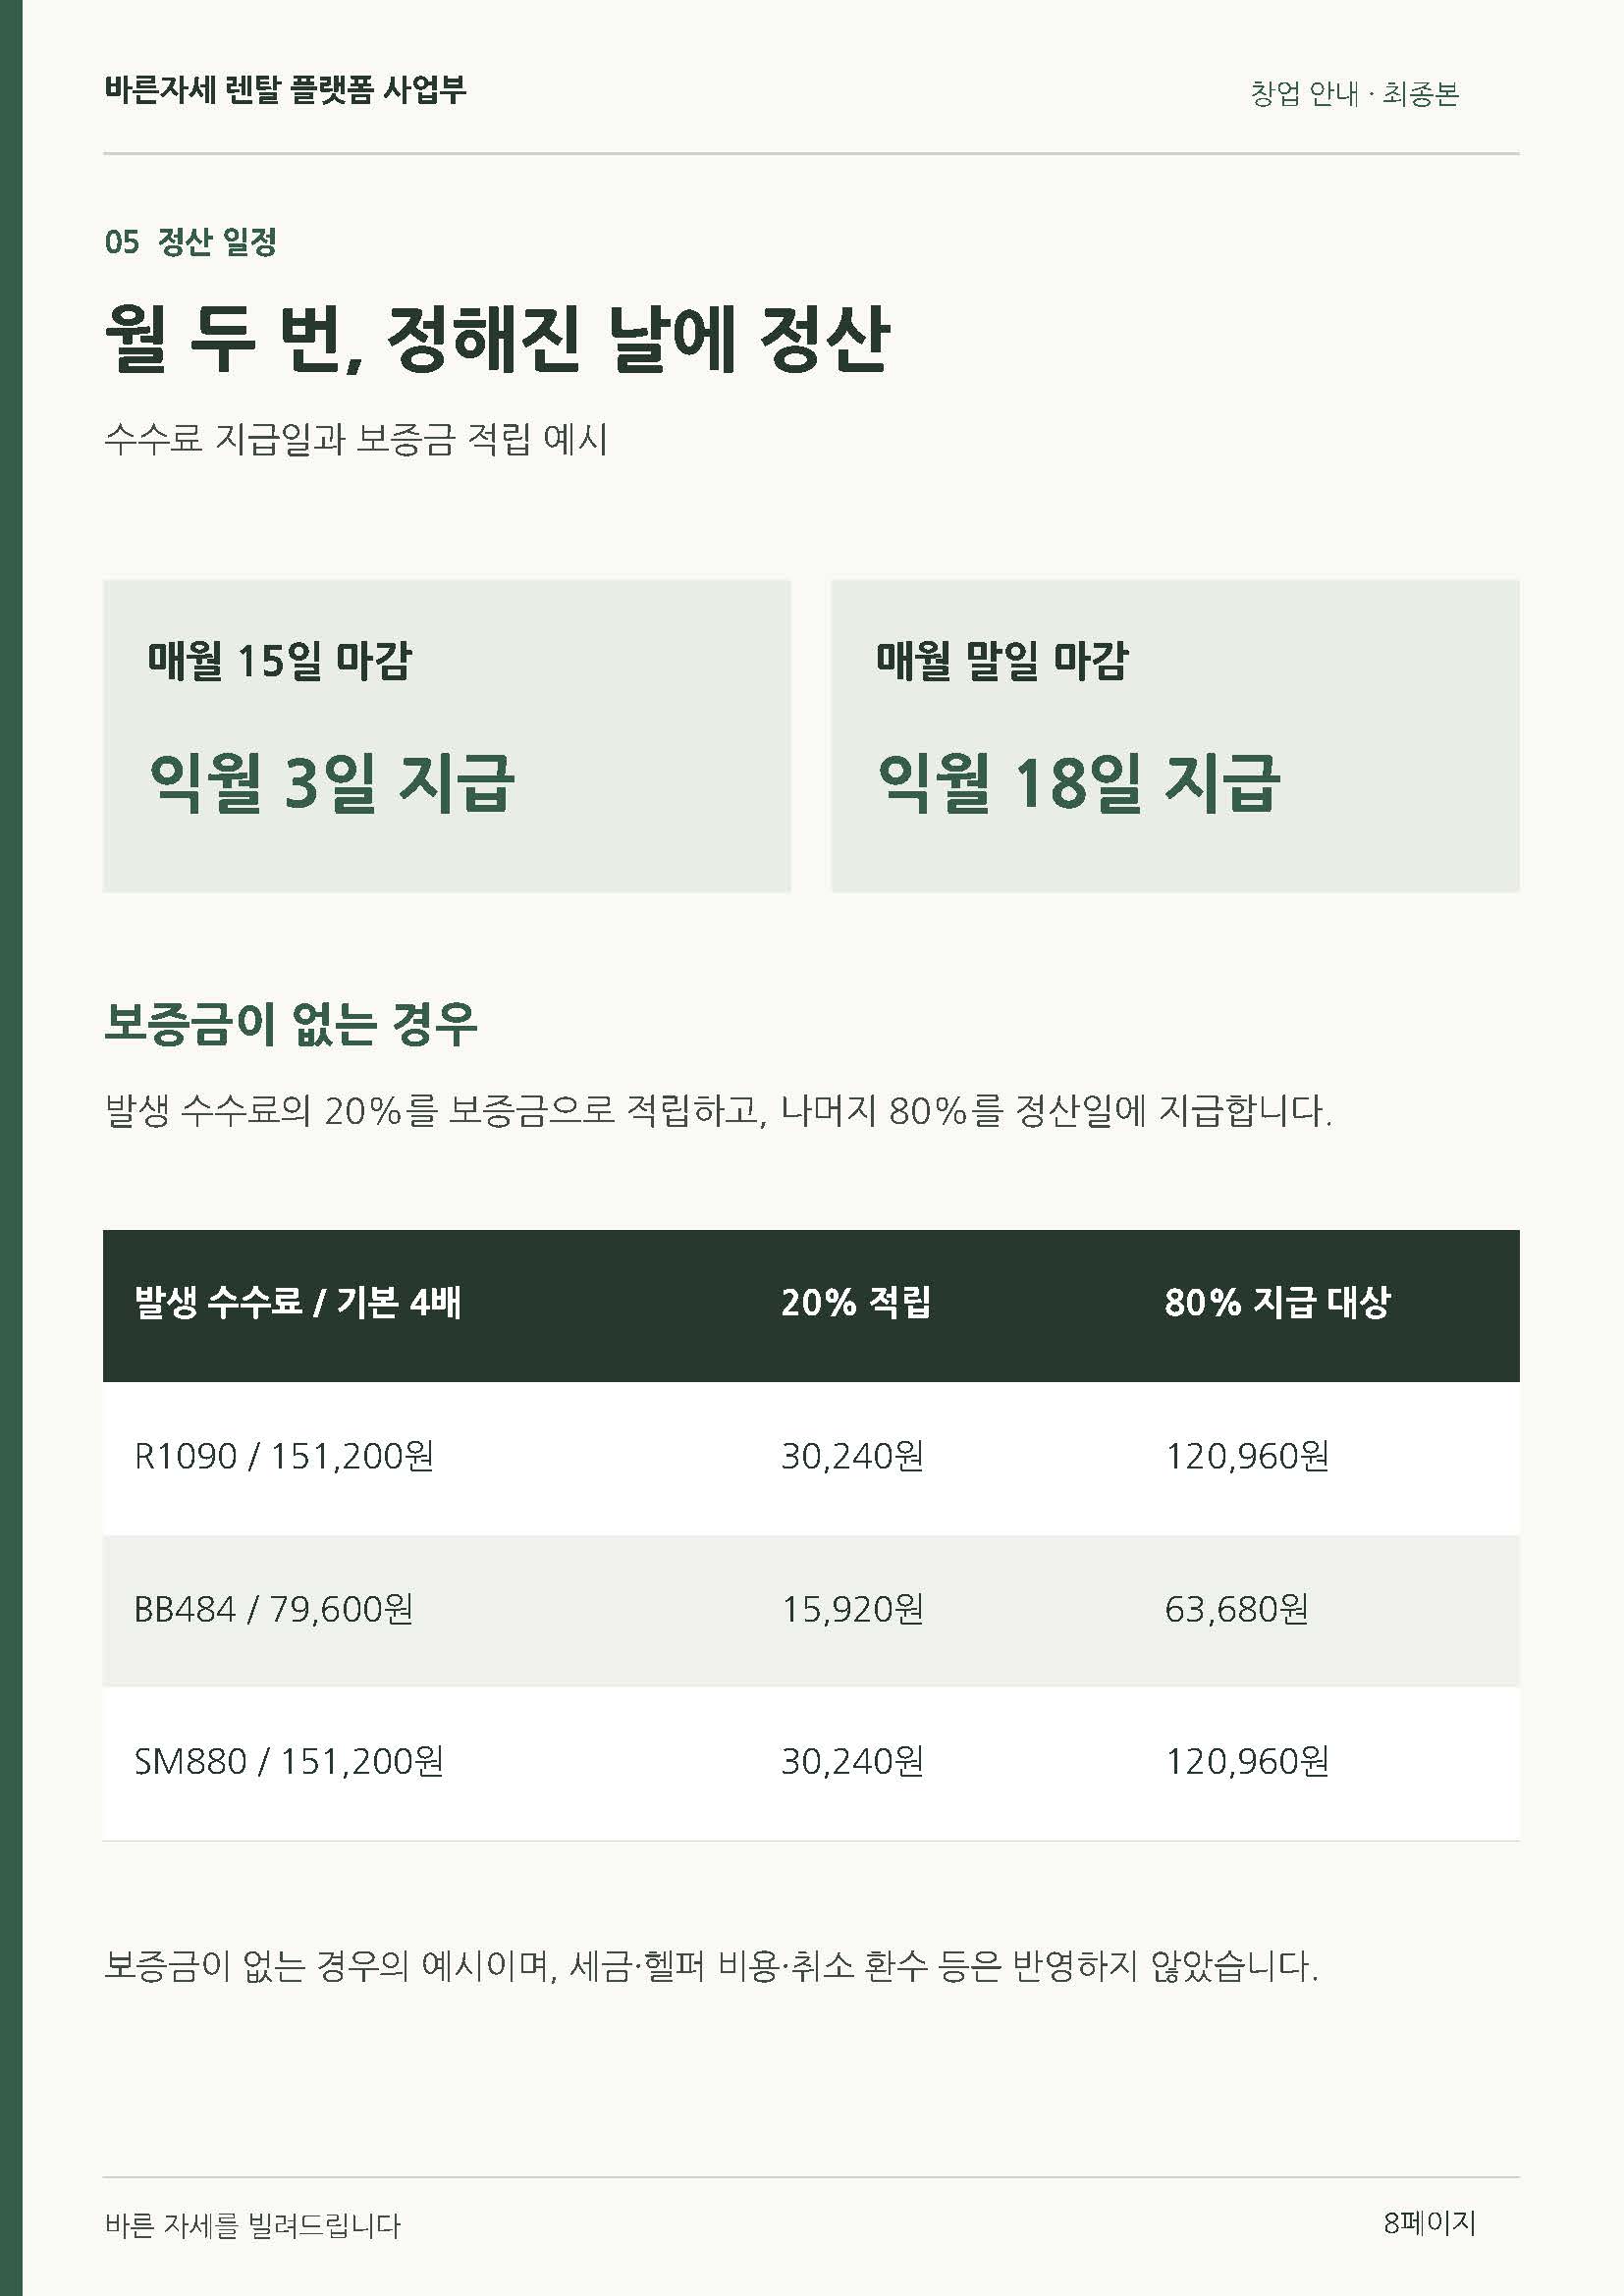 바른자세 렌탈 플랫폼 사업부
창업 안내 · 최종본
05 정산 일정
월 두 번, 정해진 날에 정산
수수료 지급일과 보증금 적립 예시
매월 15일 마감
익월 3일 지급
매월 말일 마감
익월 18일 지급
보증금이 없는 경우
발생 수수료의 20%를 보증금으로 적립하고, 나머지 80%를 정산일에 지급합니다.
발생 수수료 / 기본 4배 20% 적립 80% 지급 대상
R1090 / 151,200원 30,240원 120,960원
BB484 / 79,600원 15,920원 63,680원
SM880 / 151,200원 30,240원 120,960원
보증금이 없는 경우의 예시이며, 세금·헬퍼 비용·취소 환수 등은 반영하지 않았습니다.
바른 자세를 빌려드립니다
8페이지